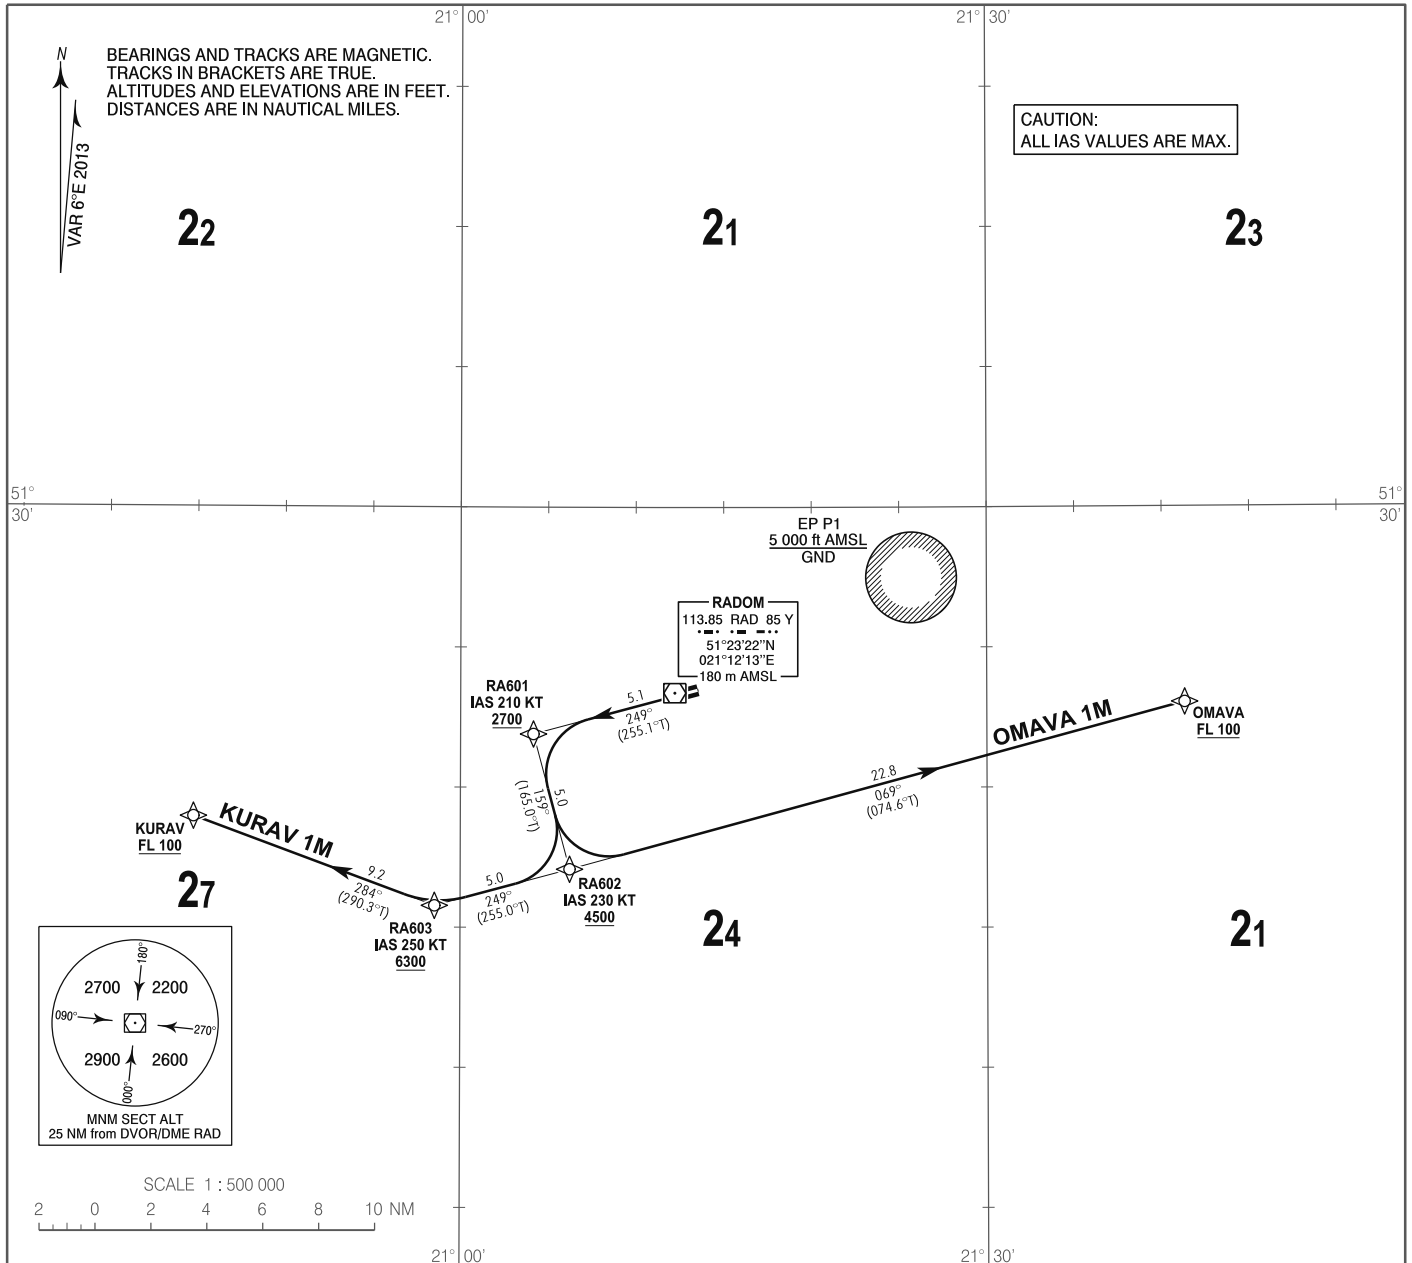 21° 00'
21° 30'
N
BEARINGS AND TRACKS ARE MAGNETIC.
TRACKS IN BRACKETS ARE TRUE.
ALTITUDES AND ELEVATIONS ARE IN FEET.
DISTANCES ARE IN NAUTICAL MILES.
VAR 6°E 2013
CAUTION:
ALL IAS VALUES ARE MAX.
22
21
23
51°
30'
51°
30'
EP P1
5 000 ft AMSL
GND
RADOM
113.85 RAD 85 Y
51°23'22"N
021°12'13"E
180 m AMSL
RA601
IAS 210 KT
2700
5.1
249°
(255.1°T)
OMAVA 1M
OMAVA
FL 100
22.8
069°
(074.6°T)
5.0
159°
(165.0°T)
KURAV
FL 100
KURAV 1M
9.2
284°
(290.3°T)
5.0
249°
(255.0°T)
RA602
IAS 230 KT
4500
RA603
IAS 250 KT
6300
27
24
21
180°
2700 2200
090°
270°
2900 2600
000°
MNM SECT ALT
25 NM from DVOR/DME RAD
SCALE 1 : 500 000
2 0 2 4 6 8 10 NM
21° 00'
21° 30'